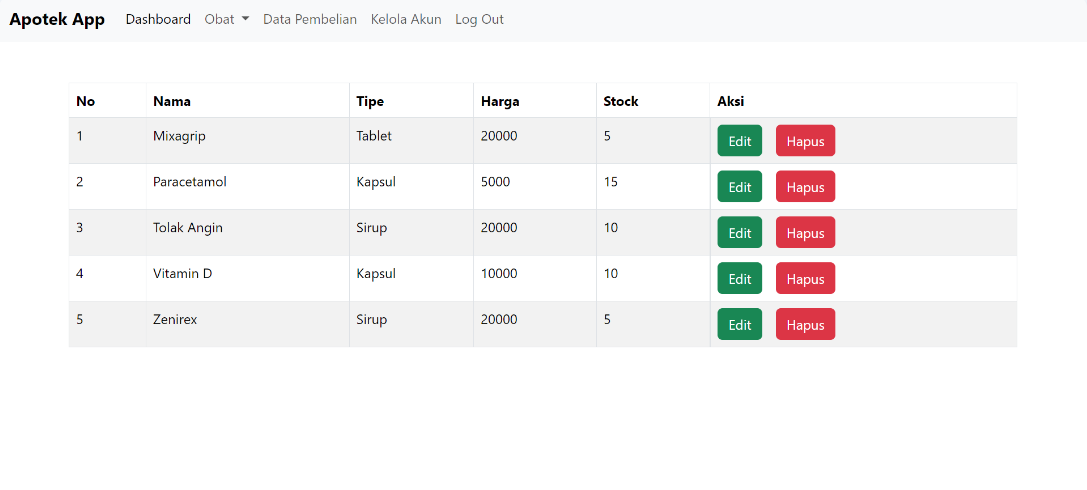 Apotek App Dashboard Obat Data Pembelian Kelola Akun Log Out
No Nama Tipe Harga Stock Aksi
1 Mixagrip Tablet 20000 5 Edit Hapus
2 Paracetamol Kapsul 5000 15 Edit Hapus
3 Tolak Angin Sirup 20000 10 Edit Hapus
4 Vitamin D Kapsul 10000 10 Edit Hapus
5 Zenirex Sirup 20000 5 Edit Hapus